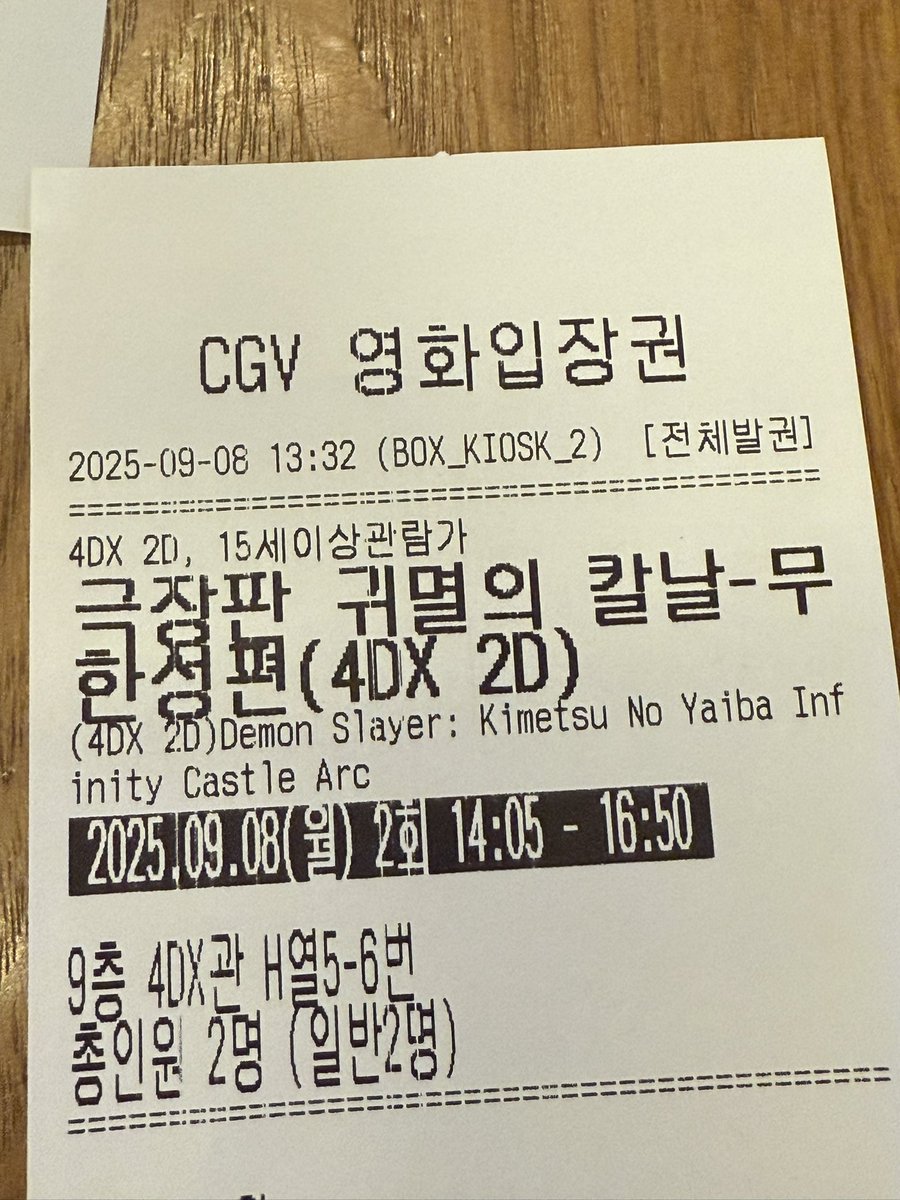 CGV 영화입장권
2025-09-08 13:32 (BOX_KIOSK_2) [전체발권]
4DX 2D, 15세이상관람가
극장판 귀멸의 칼날-무
한성편(4DX 2D)
(4DX 2D)Demon Slayer: Kimetsu No Yaiba Inf
inity Castle Arc
2025.09.08(월) 2회 14:05 - 16:50
9층 4DX관 H열5-6번
총인원 2명 (일반2명)